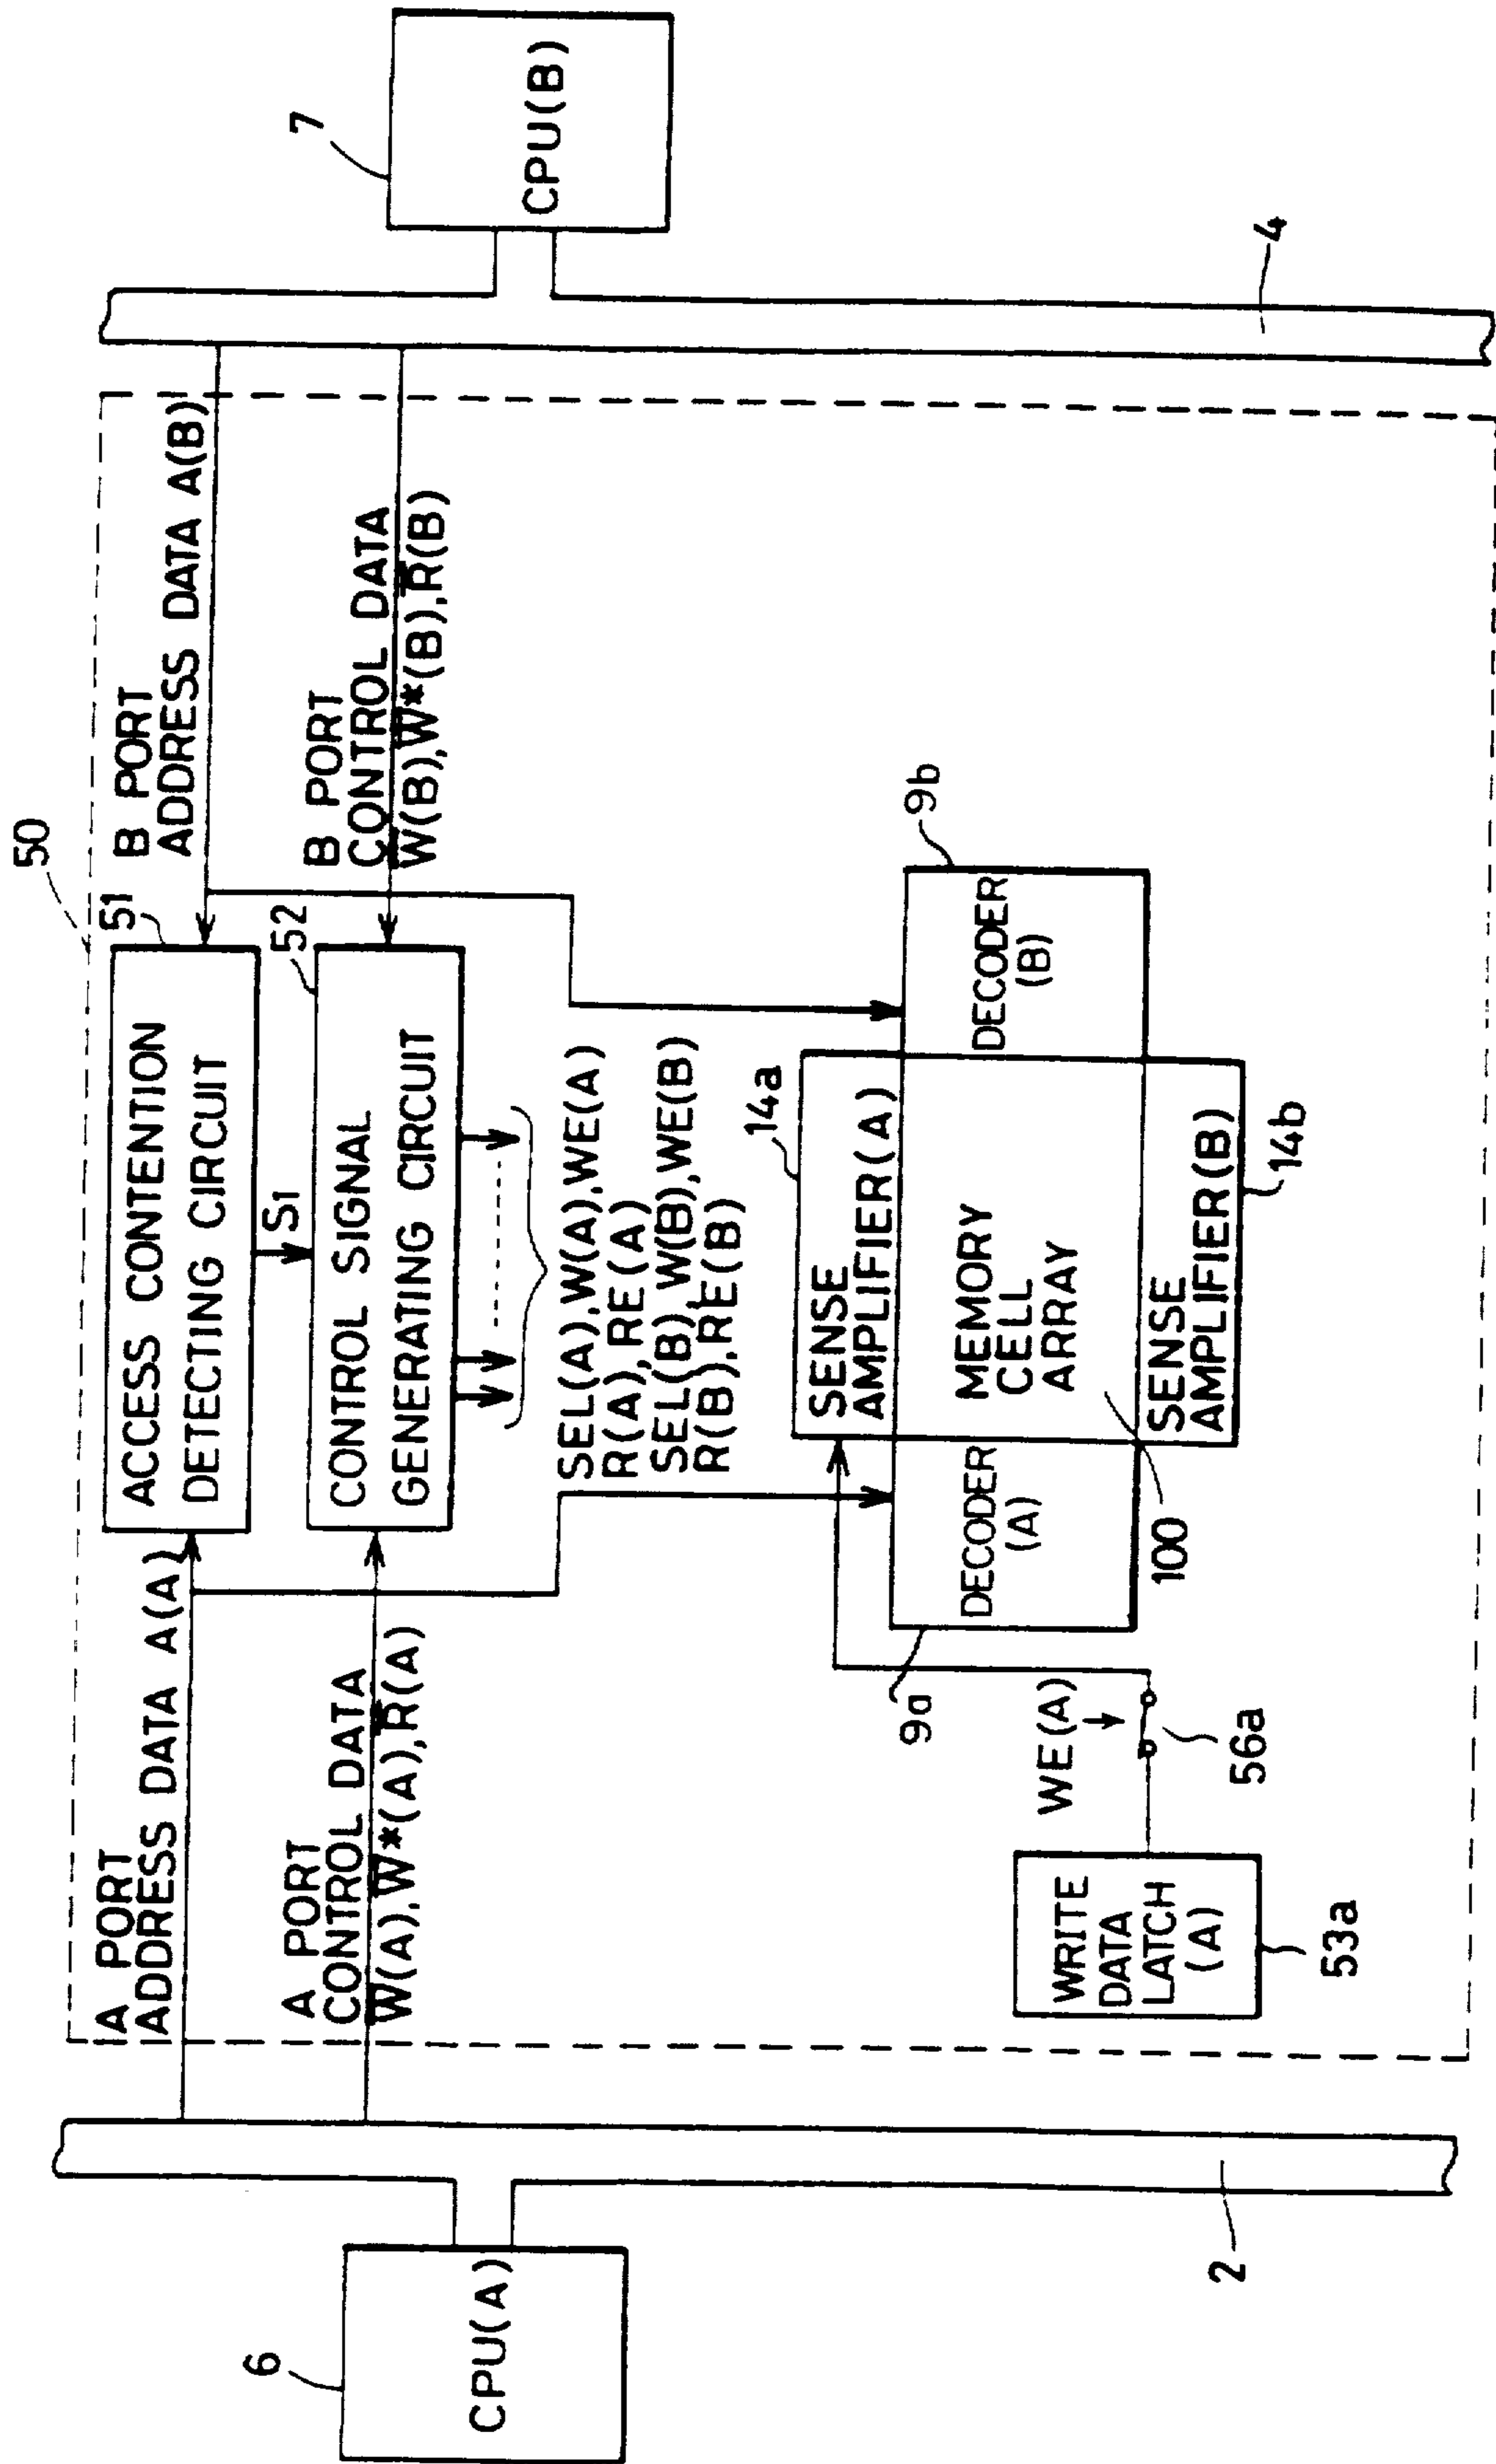 50
B PORT
ADDRESS DATA A(B)
A PORT
ADDRESS DATA A(A)
51
ACCESS CONTENTION
DETECTING CIRCUIT
S1
B PORT
CONTROL DATA
W̅(B),W̅*(B),R̅(B)
A PORT
CONTROL DATA
W̅(A),W̅*(A),R̅(A)
52
CONTROL SIGNAL
GENERATING CIRCUIT
7
CPU(B)
6
CPU(A)
SEL(A),W(A),WE(A)
R(A),RE(A)
SEL(B),W(B),WE(B)
R(B),RE(B)
14a
SENSE
AMPLIFIER(A)
9b
DECODER
(A)
MEMORY
CELL
ARRAY
DECODER
(B)
9a
100
SENSE
AMPLIFIER(B)
14b
WE(A)
56a
WRITE
DATA
LATCH
(A)
53a
2
4